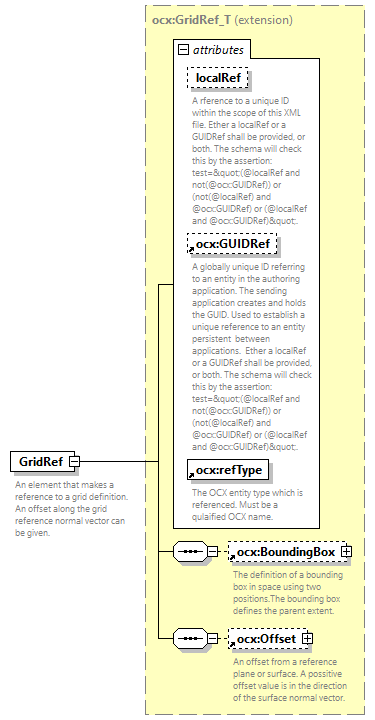 ocx:GridRef_T (extension)
attributes
localRef
A rference to a unique ID
within the scope of this XML
file. Ether a localRef or a
GUIDRef shall be provided, or
both. The schema will check
this by the assertion:
test=&quot;(@localRef and
not(@ocx:GUIDRef)) or
(not(@localRef) and
@ocx:GUIDRef) or (@localRef
and @ocx:GUIDRef)&quot;.
ocx:GUIDRef
A globally unique ID referring
to an entity in the authoring
application. The sending
application creates and holds
the GUID. Used to establish a
unique reference to an entity
persistent between
applications. Ether a localRef
or a GUIDRef shall be provided,
or both. The schema will check
this by the assertion:
test=&quot;(@localRef and
not(@ocx:GUIDRef)) or
(not(@localRef) and
@ocx:GUIDRef) or (@localRef
and @ocx:GUIDRef)&quot;.
ocx:refType
The OCX entity type which is
referenced. Must be a
qulaified OCX name.
GridRef
An element that makes a
reference to a grid definition.
An offset along the grid
reference normal vector can
be given.
ocx:BoundingBox
The definition of a bounding
box in space using two
positions.The bounding box
defines the parent extent.
ocx:Offset
An offset from a reference
plane or surface. A possitive
offset value is in the direction
of the surface normal vector.